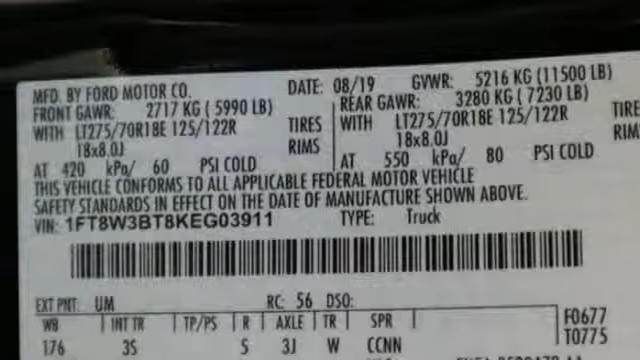 MFD. BY FORD MOTOR CO. DATE: 08/19 GVWR: 5216 KG (11500 LB)
FRONT GAWR: 2717 KG ( 5990 LB) REAR GAWR: 3280 KG ( 7230 LB)
WITH LT275/70R18E 125/122R TIRES WITH LT275/70R18E 125/122R TIRE
18x8.0J RIMS 18x8.0J RIMS
AT 420 kPa/ 60 PSI COLD AT 550 kPa/ 80 PSI COLD
THIS VEHICLE CONFORMS TO ALL APPLICABLE FEDERAL MOTOR VEHICLE
SAFETY STANDARDS IN EFFECT ON THE DATE OF MANUFACTURE SHOWN ABOVE.
VIN: 1FT8W3BT8KEG03911 TYPE: Truck
EXT PNT: UM RC: 56 DSO: F0677
WB INT TR TP/PS R AXLE TR SPR T0775
176 3S 5 3J W CCNN